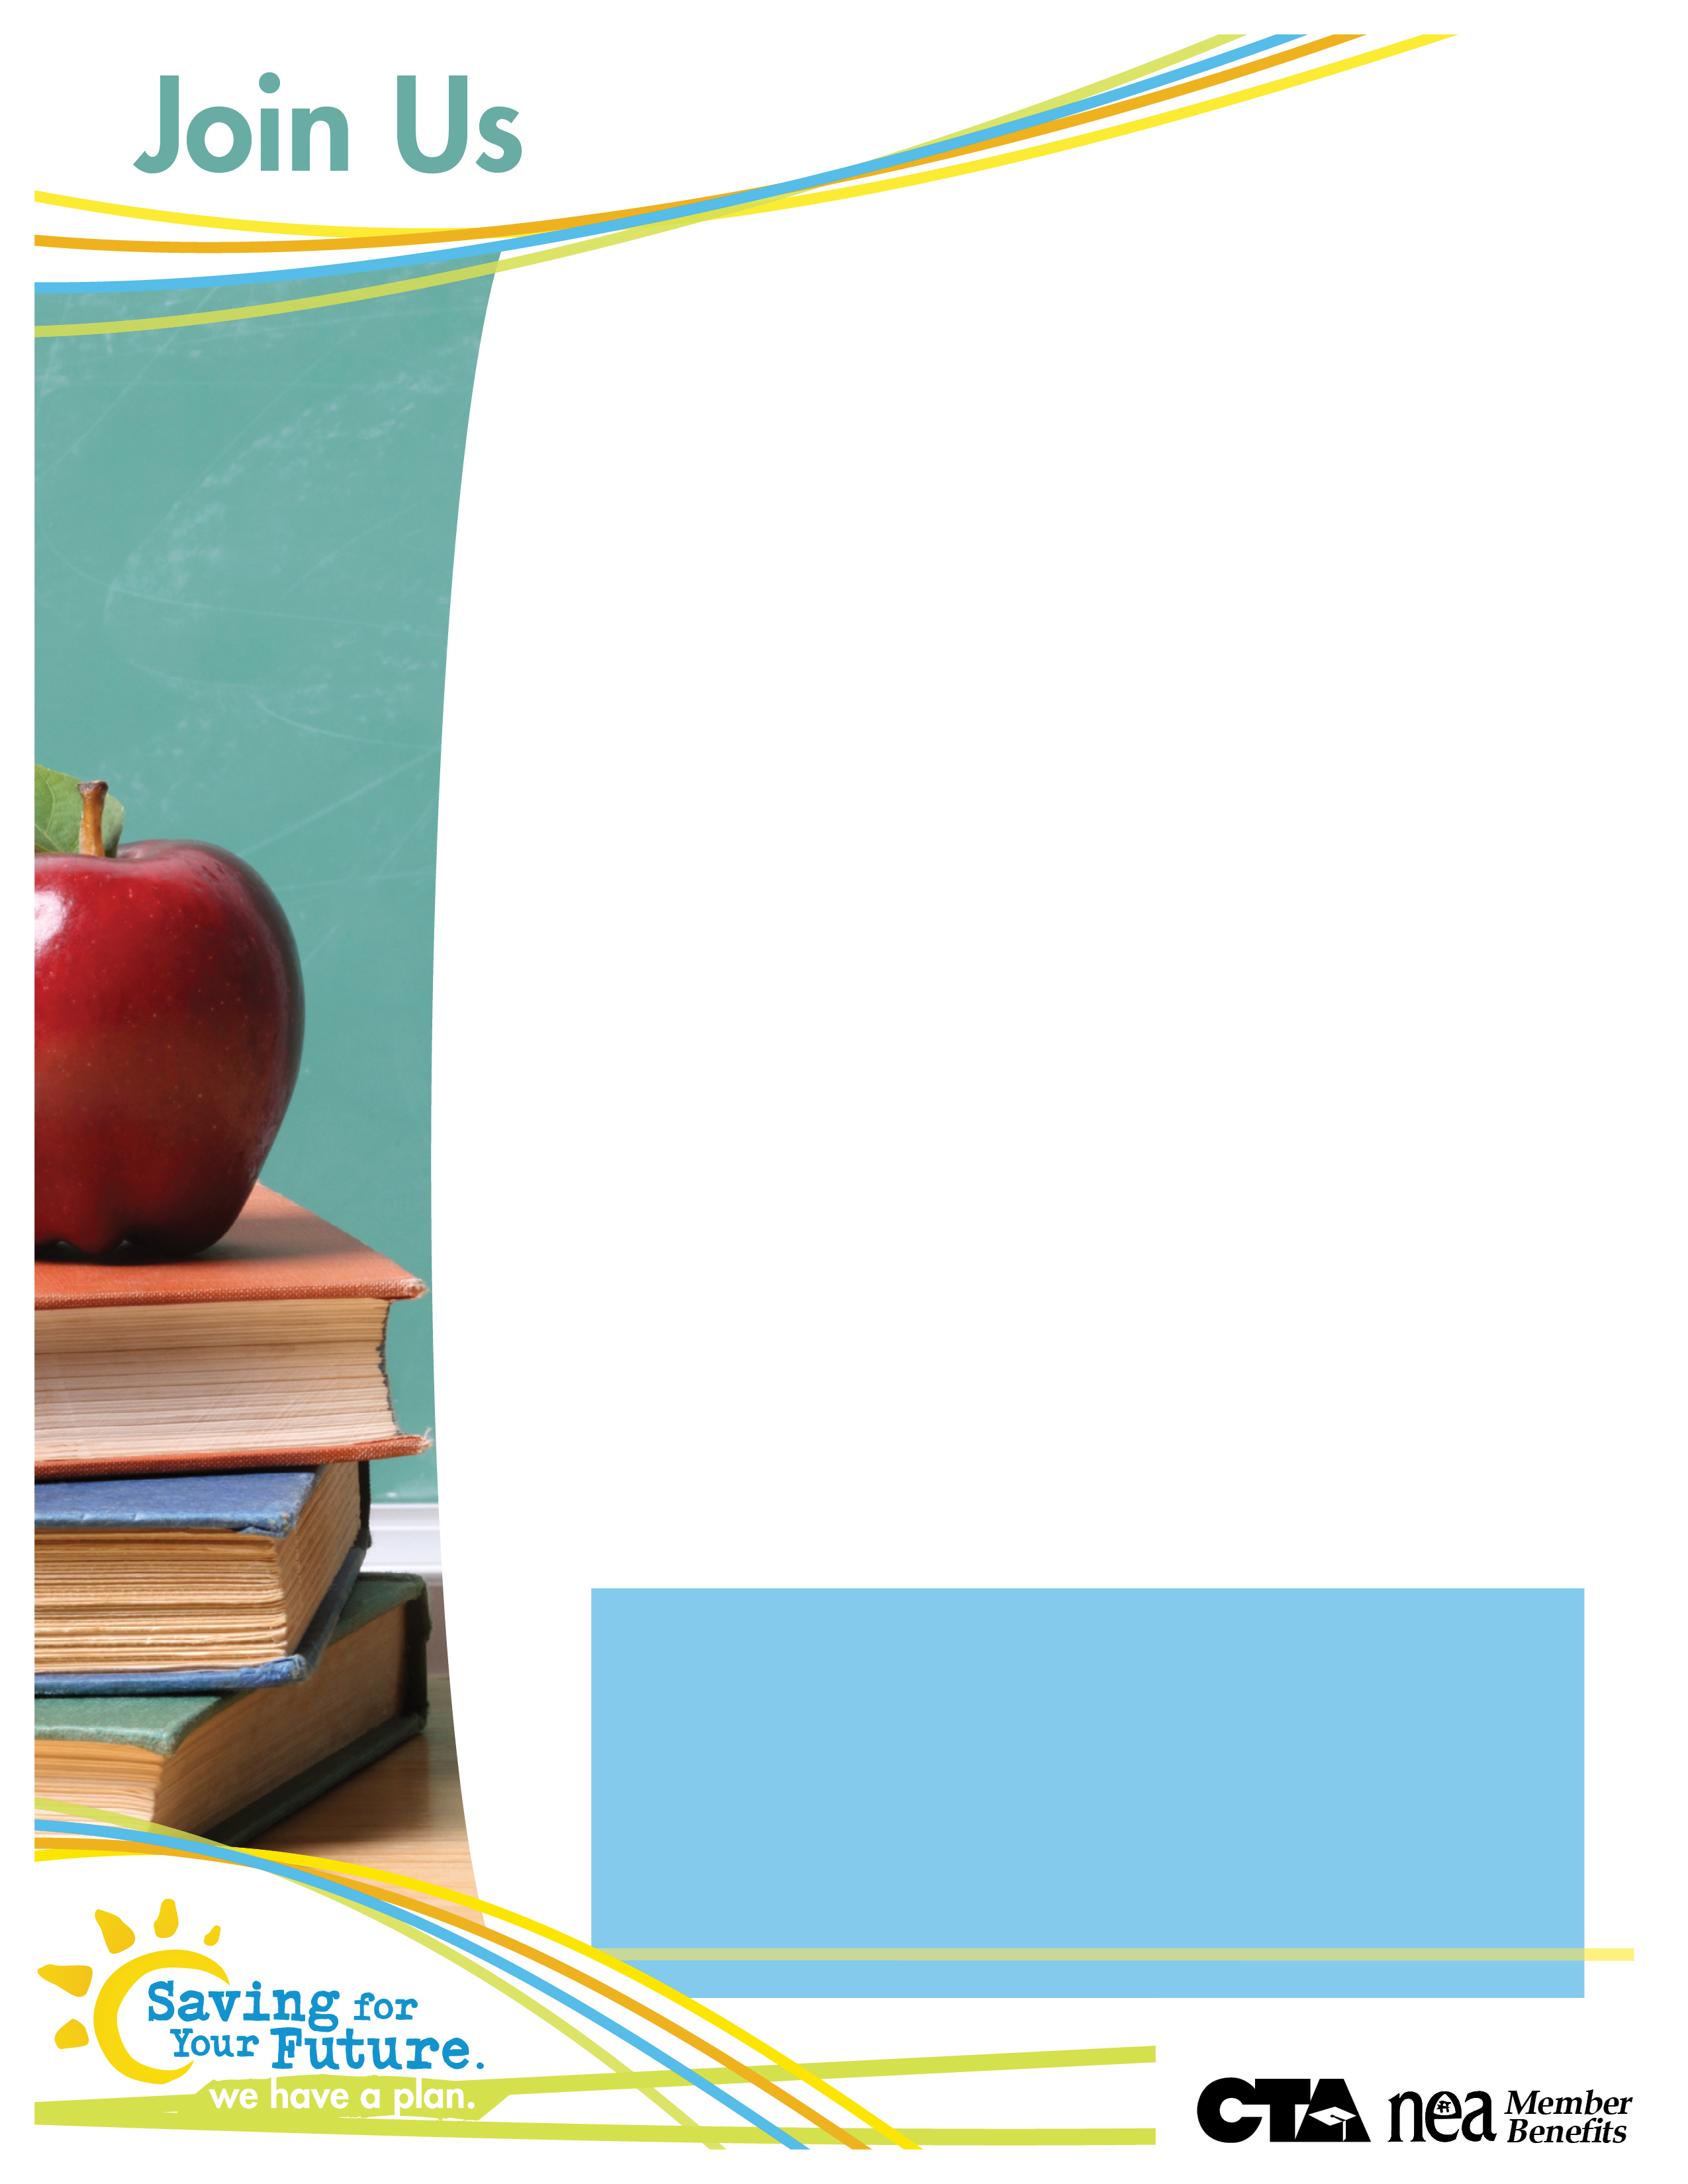 Join Us
Saving for
Your Future.
we have a plan.
CTA nea Member
Benefits